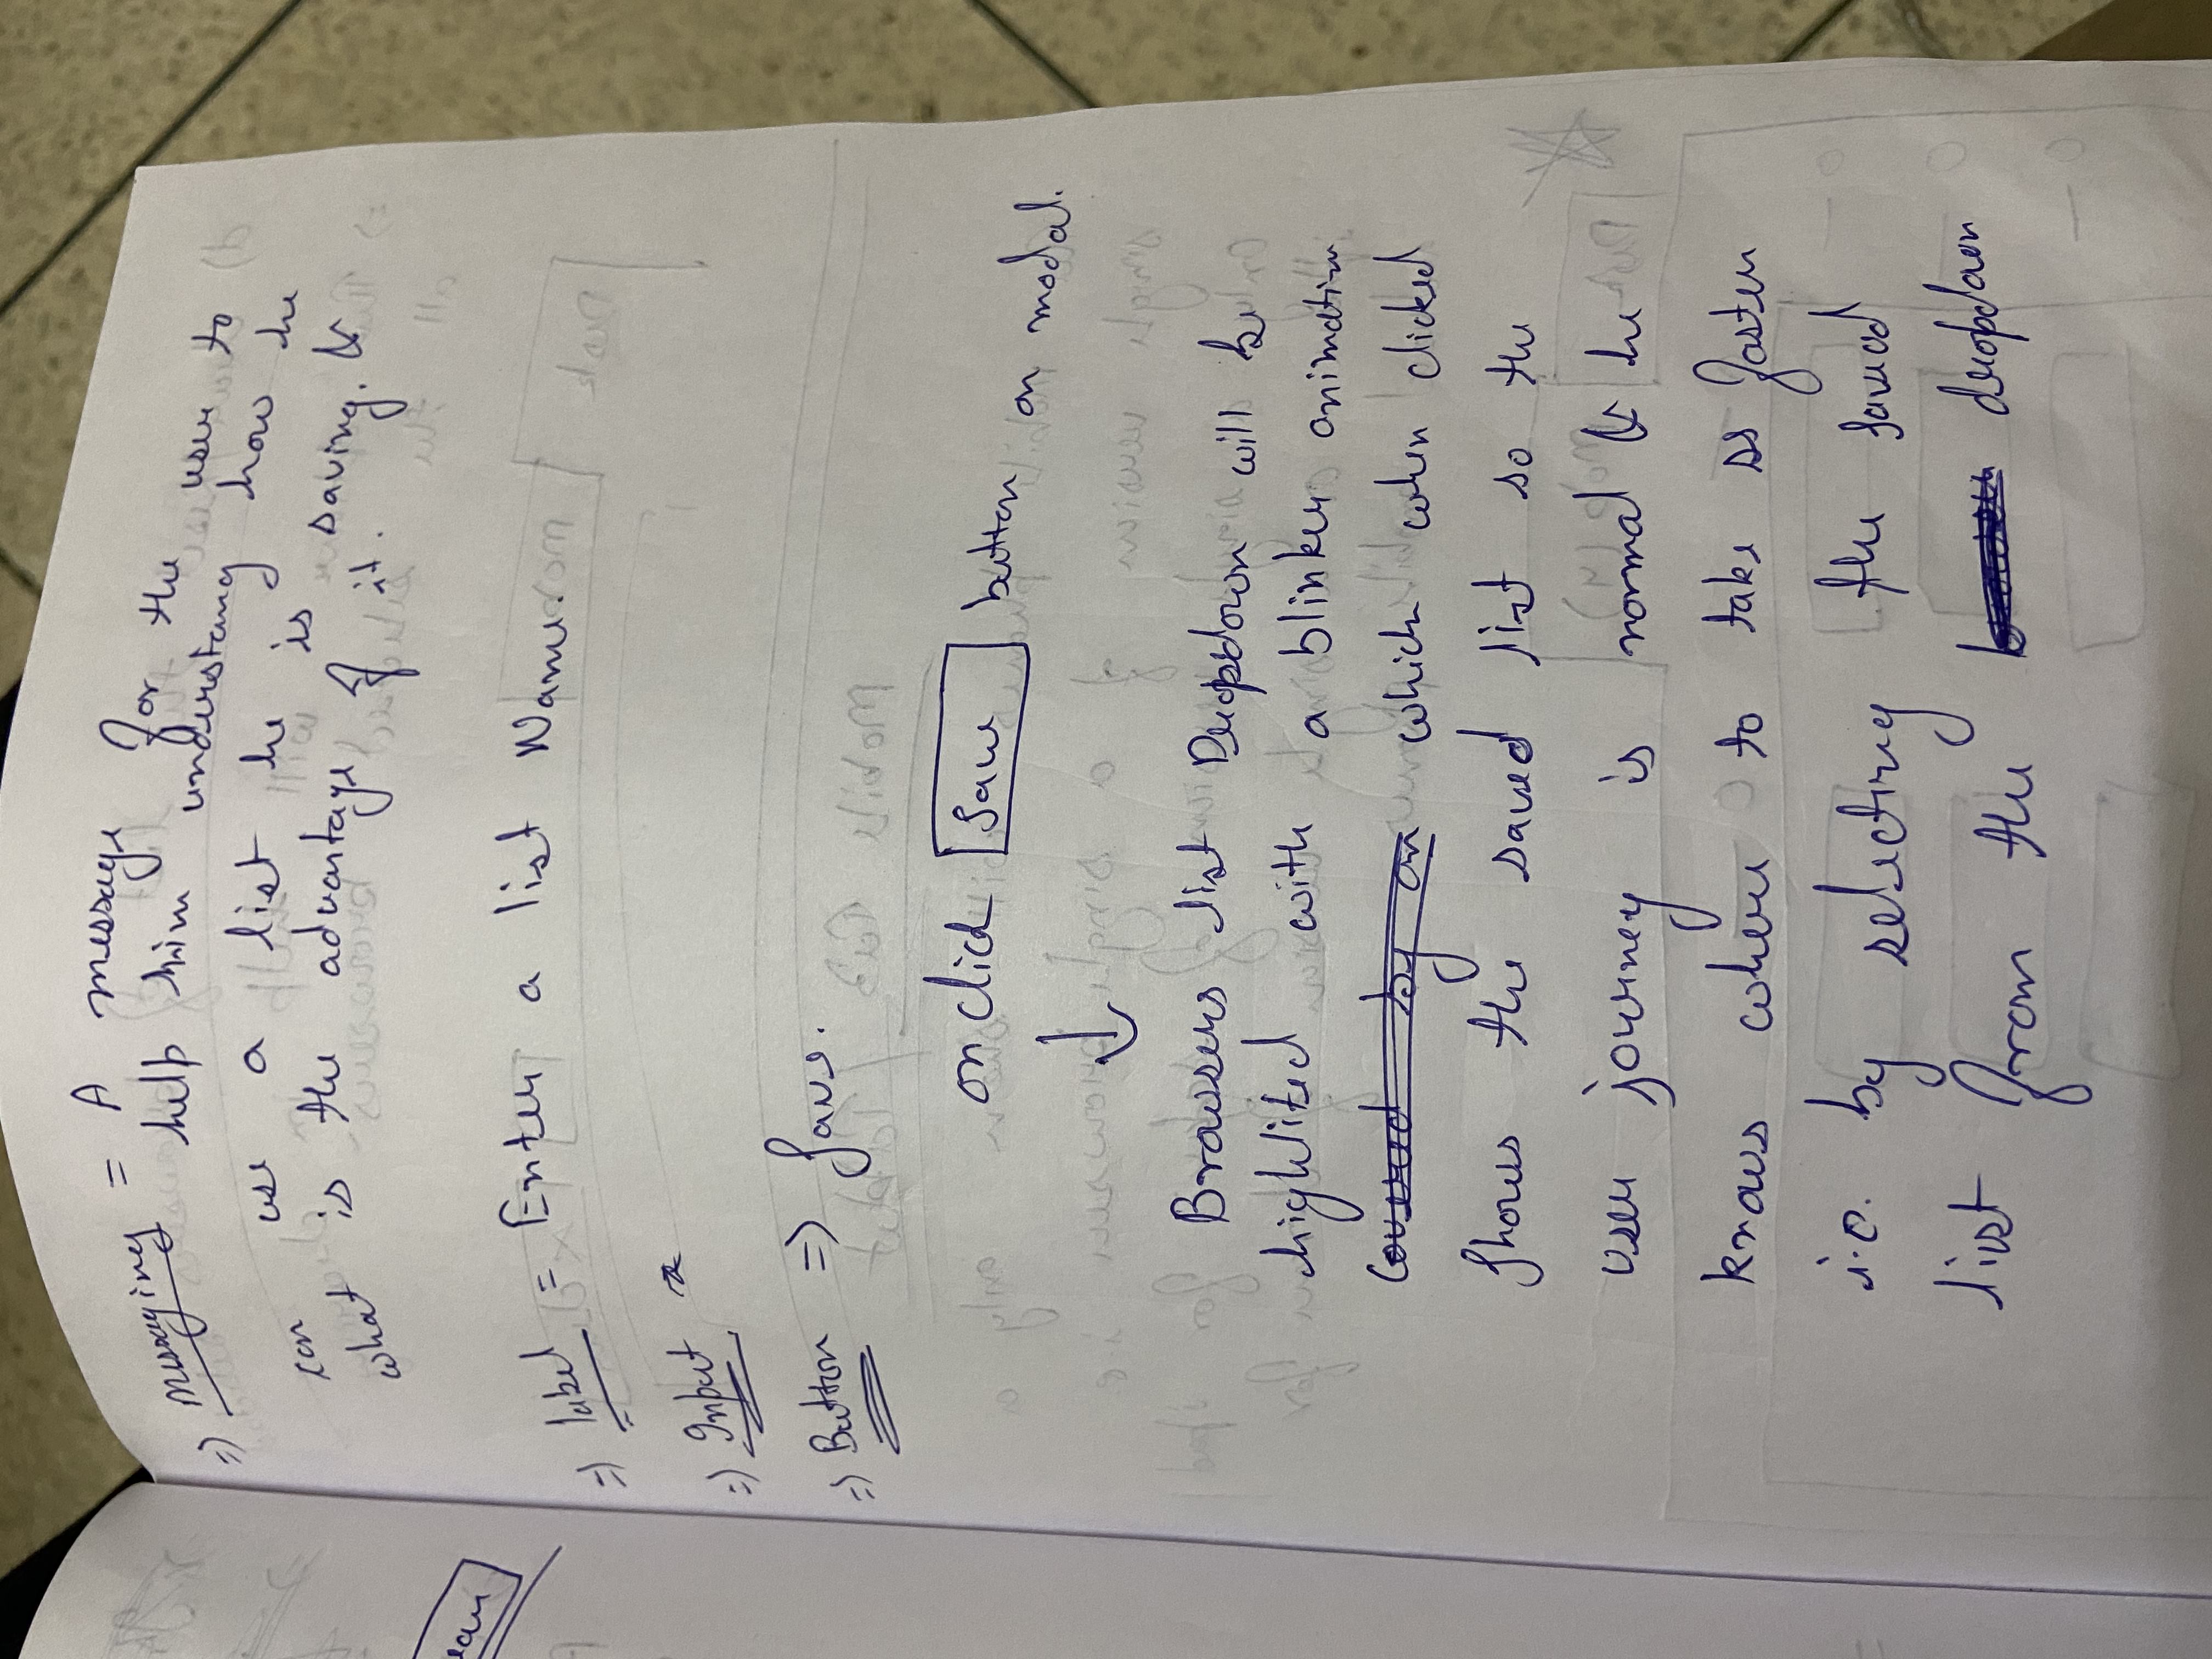 => Messaging = A message for the user to
help him understang how he
can use a list he is saving. &
what is the advantage of it.
=> label = Enter a list Name.
=> Input
=> Button => Save.
on click Save button on modal.
↓
Browsers list Dropdown will be
highlited with a blinker animation
covered by an which when clicked
Shows the saved list so the
user journey is normal & he
knows where to take ss faster
i.e. by selecting the saved
list from the browser dropdown